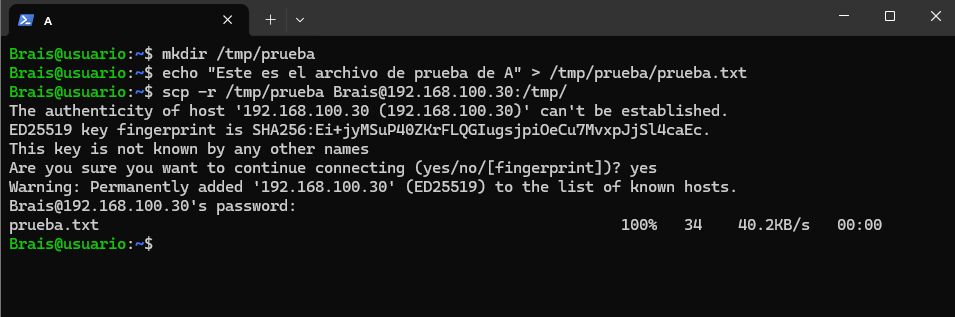 A
Brais@usuario:~$ mkdir /tmp/prueba
Brais@usuario:~$ echo "Este es el archivo de prueba de A" > /tmp/prueba/prueba.txt
Brais@usuario:~$ scp -r /tmp/prueba Brais@192.168.100.30:/tmp/
The authenticity of host '192.168.100.30 (192.168.100.30)' can't be established.
ED25519 key fingerprint is SHA256:Ei+jyMSuP40ZKrFLQGIugsjpiOeCu7MvxpJjSl4caEc.
This key is not known by any other names
Are you sure you want to continue connecting (yes/no/[fingerprint])? yes
Warning: Permanently added '192.168.100.30' (ED25519) to the list of known hosts.
Brais@192.168.100.30's password:
prueba.txt 100% 34 40.2KB/s 00:00
Brais@usuario:~$